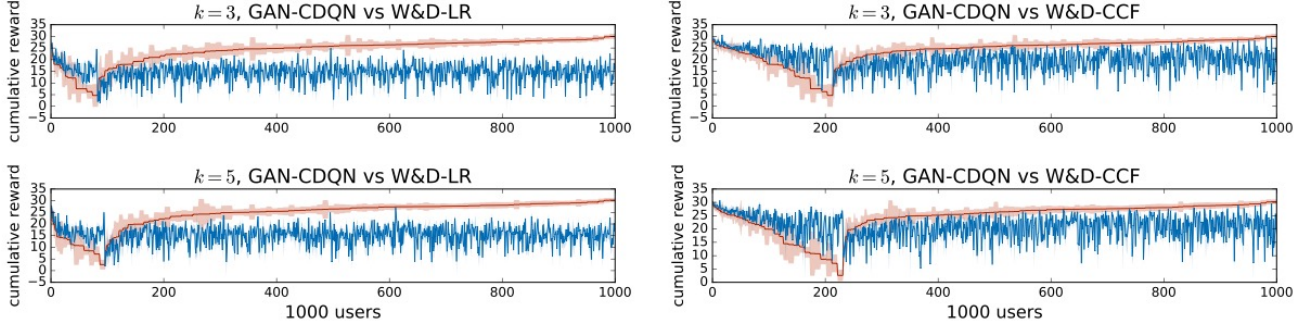 k = 3, GAN-CDQN vs W&D-LR
cumulative reward
35
30
25
20
15
10
5
0
−5
0 200 400 600 800 1000
k = 3, GAN-CDQN vs W&D-CCF
cumulative reward
35
30
25
20
15
10
5
0
−5
0 200 400 600 800 1000
k = 5, GAN-CDQN vs W&D-LR
cumulative reward
35
30
25
20
15
10
5
0
−5
0 200 400 600 800 1000
1000 users
k = 5, GAN-CDQN vs W&D-CCF
cumulative reward
35
30
25
20
15
10
5
0
0 200 400 600 800 1000
1000 users